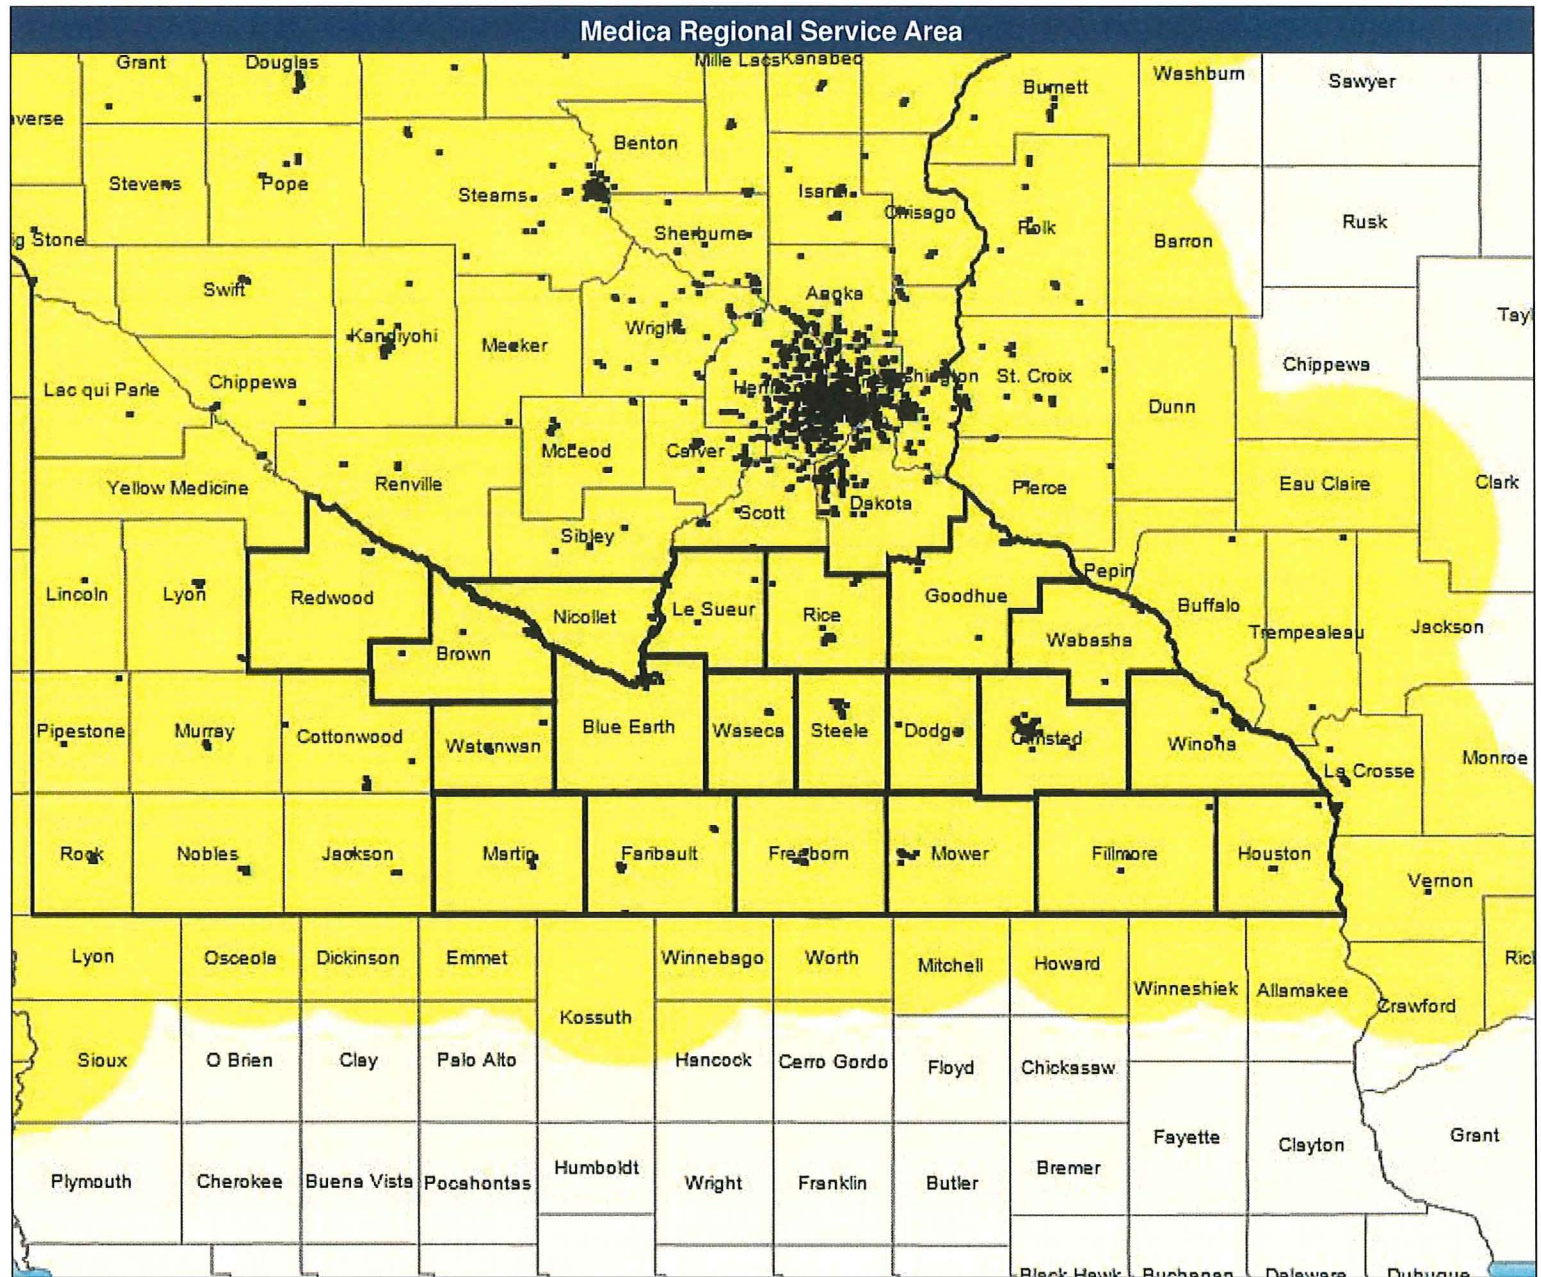 Medica Regional Service Area
Grant
Douglas
Mille Lacs
Kanabec
Burnett
Washburn
Sawyer
averse
Benton
Stevens
Pope
Stearns
Isanti
Chisago
Polk
Barron
Rusk
ig Stone
Sherburne
Swift
Anoka
Tayl
Kandiyohi
Meeker
Wright
Chippewa
Lac qui Parle
Chippewa
St. Croix
Dunn
McLeod
Carver
Yellow Medicine
Renville
Scott
Dakota
Pierce
Eau Claire
Clark
Sibley
Pepin
Lincoln
Lyon
Redwood
Nicollet
Le Sueur
Rice
Goodhue
Wabasha
Buffalo
Trempealeau
Jackson
Brown
Pipestone
Murray
Cottonwood
Watonwan
Blue Earth
Waseca
Steele
Dodge
Olmsted
Winona
La Crosse
Monroe
Rock
Nobles
Jackson
Martin
Faribault
Freeborn
Mower
Fillmore
Houston
Vernon
Lyon
Osceola
Dickinson
Emmet
Winnebago
Worth
Mitchell
Howard
Winneshiek
Allamakee
Crawford
Ricl
Kossuth
Sioux
O Brien
Clay
Palo Alto
Hancock
Cerro Gordo
Floyd
Chickasaw
Fayette
Clayton
Grant
Plymouth
Cherokee
Buena Vista
Pocahontas
Humboldt
Wright
Franklin
Butler
Bremer
Black Hawk
Buchanan
Delaware
Dubuque